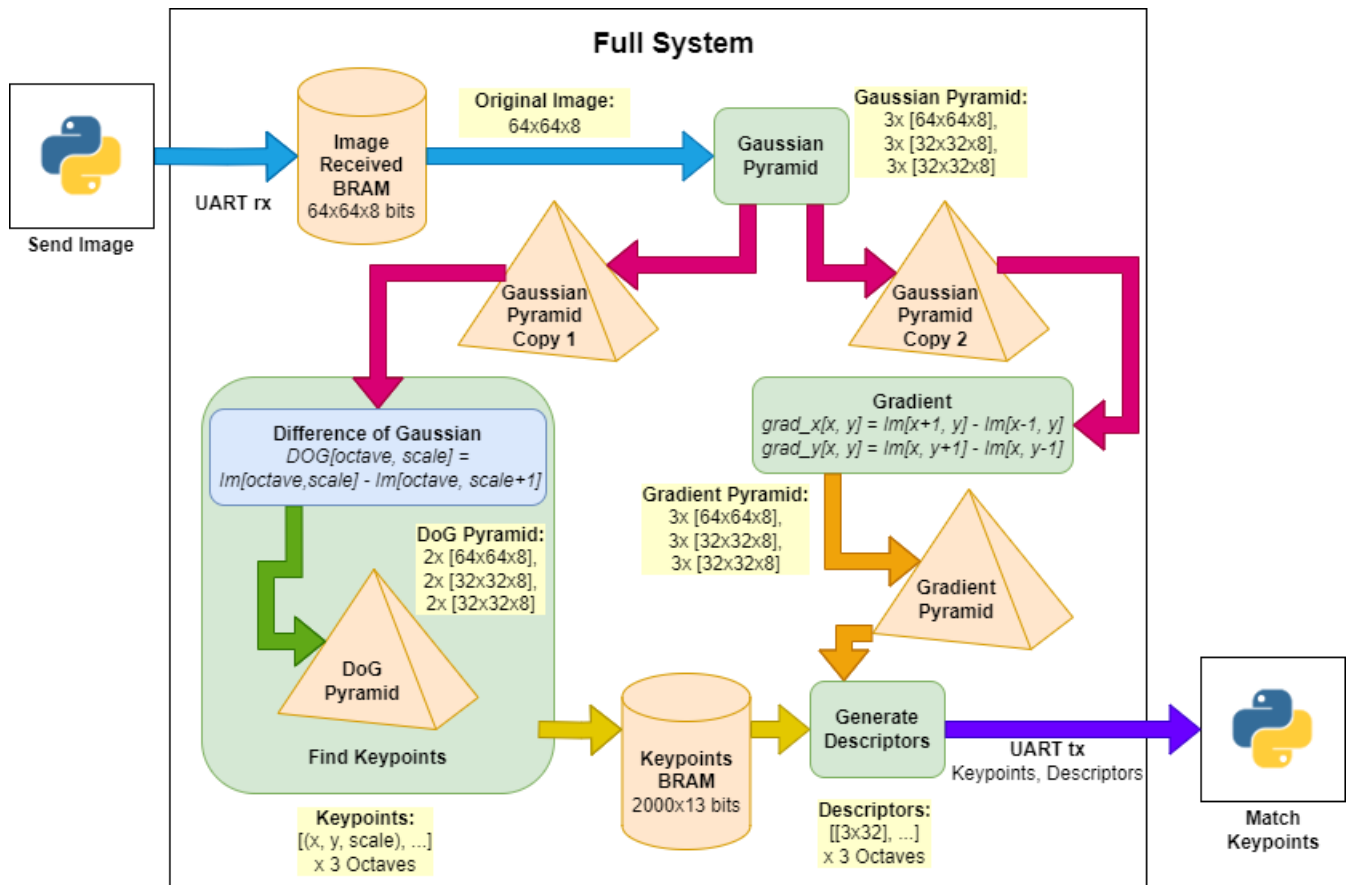 Full System
Send Image
UART rx
Image
Received
BRAM
64x64x8 bits
Original Image:
64x64x8
Gaussian
Pyramid
Gaussian Pyramid:
3x [64x64x8],
3x [32x32x8],
3x [32x32x8]
Gaussian
Pyramid
Copy 1
Gaussian
Pyramid
Copy 2
Difference of Gaussian
DOG[octave, scale] =
Im[octave,scale] - Im[octave, scale+1]
DoG Pyramid:
2x [64x64x8],
2x [32x32x8],
2x [32x32x8]
DoG
Pyramid
Find Keypoints
Keypoints:
[(x, y, scale), ...]
x 3 Octaves
Gradient
grad_x[x, y] = Im[x+1, y] - Im[x-1, y]
grad_y[x, y] = Im[x, y+1] - Im[x, y-1]
Gradient Pyramid:
3x [64x64x8],
3x [32x32x8],
3x [32x32x8]
Gradient
Pyramid
Keypoints
BRAM
2000x13 bits
Generate
Descriptors
Descriptors:
[[3x32], ...]
x 3 Octaves
UART tx
Keypoints, Descriptors
Match
Keypoints